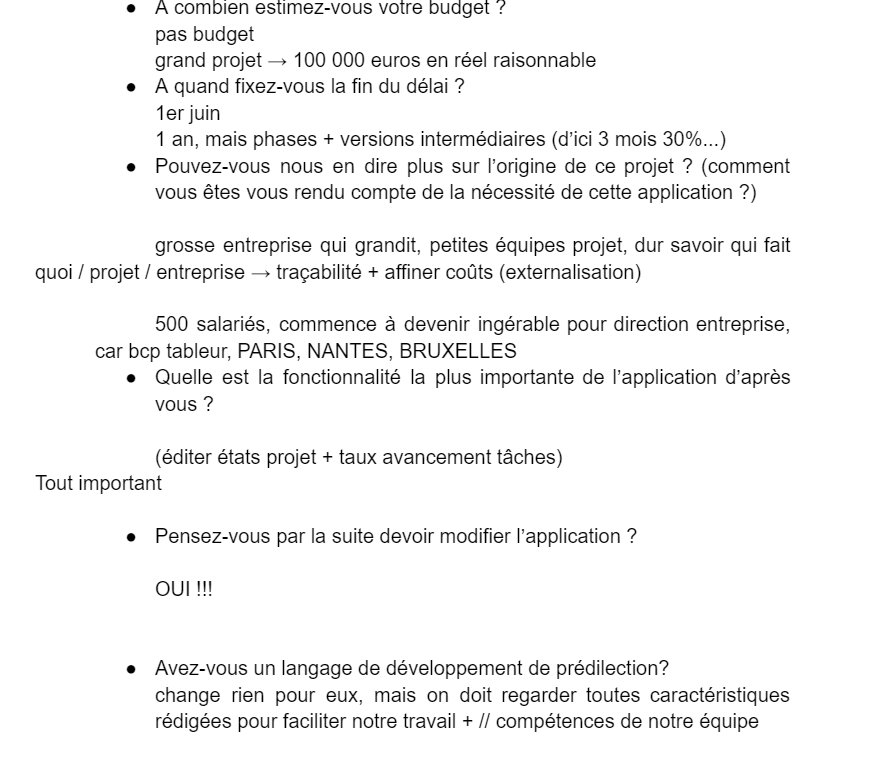 ● A combien estimez-vous votre budget ?
pas budget
grand projet → 100 000 euros en réel raisonnable
● A quand fixez-vous la fin du délai ?
1er juin
1 an, mais phases + versions intermédiaires (d’ici 3 mois 30%...)
● Pouvez-vous nous en dire plus sur l’origine de ce projet ? (comment
vous êtes vous rendu compte de la nécessité de cette application ?)
grosse entreprise qui grandit, petites équipes projet, dur savoir qui fait
quoi / projet / entreprise → traçabilité + affiner coûts (externalisation)
500 salariés, commence à devenir ingérable pour direction entreprise,
car bcp tableur, PARIS, NANTES, BRUXELLES
● Quelle est la fonctionnalité la plus importante de l’application d’après
vous ?
(éditer états projet + taux avancement tâches)
Tout important
● Pensez-vous par la suite devoir modifier l’application ?
OUI !!!
● Avez-vous un langage de développement de prédilection?
change rien pour eux, mais on doit regarder toutes caractéristiques
rédigées pour faciliter notre travail + // compétences de notre équipe